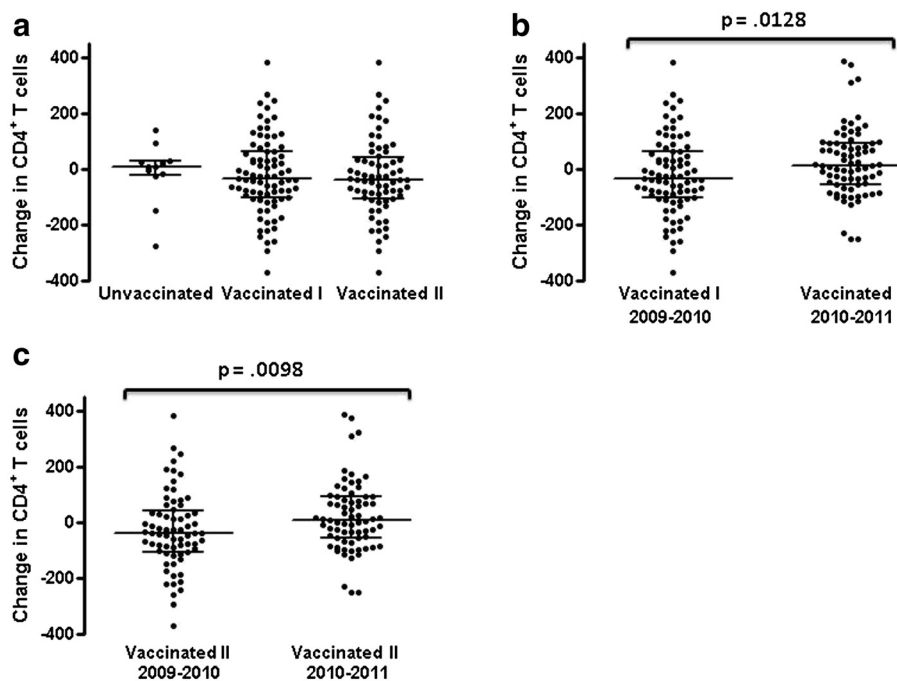 a
Change in CD4+ T cells
400
200
0
-200
-400
Unvaccinated Vaccinated I Vaccinated II
b
p = .0128
Change in CD4+ T cells
400
200
0
-200
-400
Vaccinated I
2009-2010
Vaccinated
2010-2011
c
p = .0098
Change in CD4+ T cells
400
200
0
-200
-400
Vaccinated II
2009-2010
Vaccinated II
2010-2011